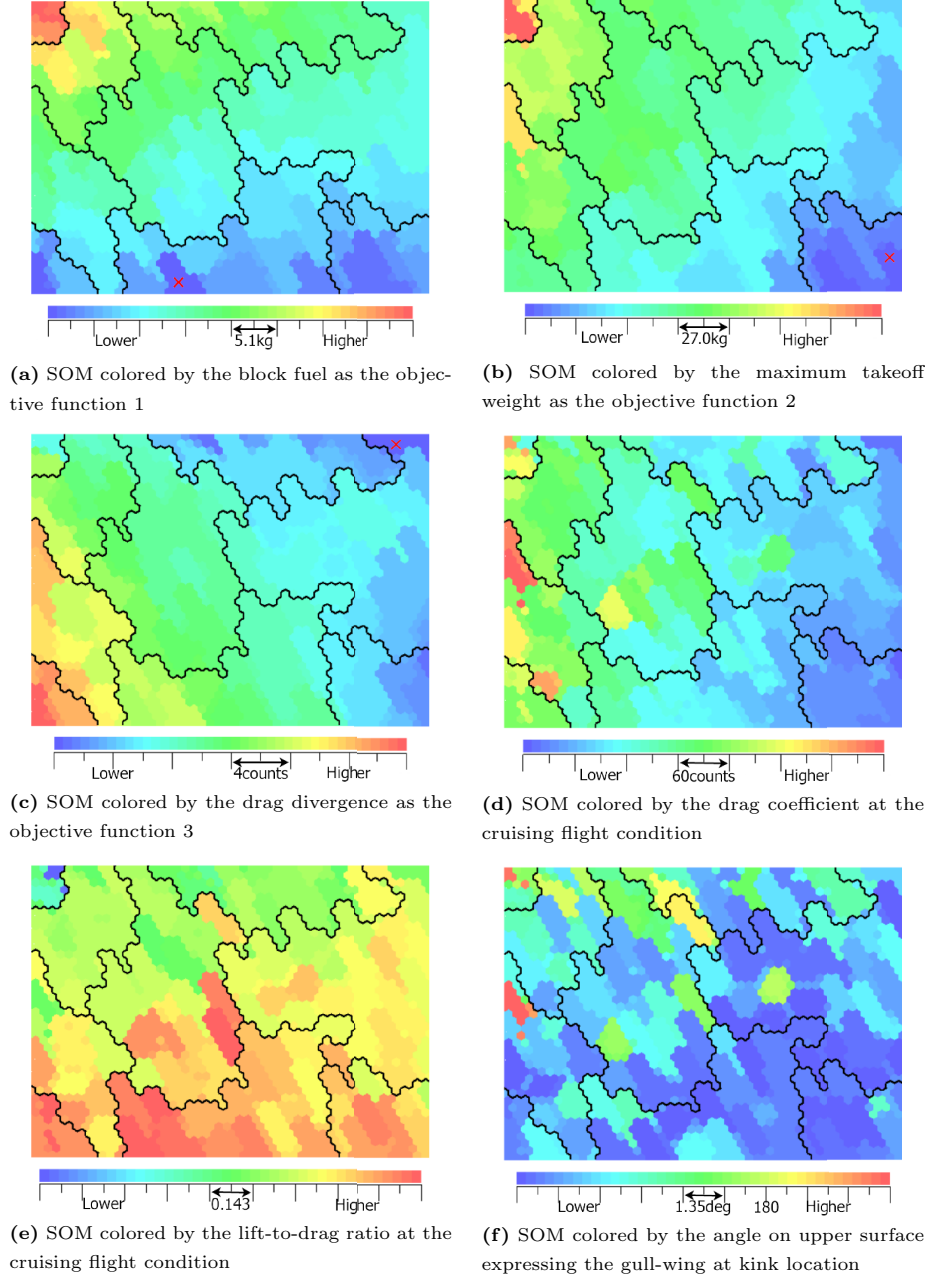 Lower 5.1kg Higher
(a) SOM colored by the block fuel as the objec-
tive function 1
Lower 27.0kg Higher
(b) SOM colored by the maximum takeoff
weight as the objective function 2
Lower 4counts Higher
(c) SOM colored by the drag divergence as the
objective function 3
Lower 60counts Higher
(d) SOM colored by the drag coefficient at the
cruising flight condition
Lower 0.143 Higher
(e) SOM colored by the lift-to-drag ratio at the
cruising flight condition
Lower 1.35deg 180 Higher
(f) SOM colored by the angle on upper surface
expressing the gull-wing at kink location